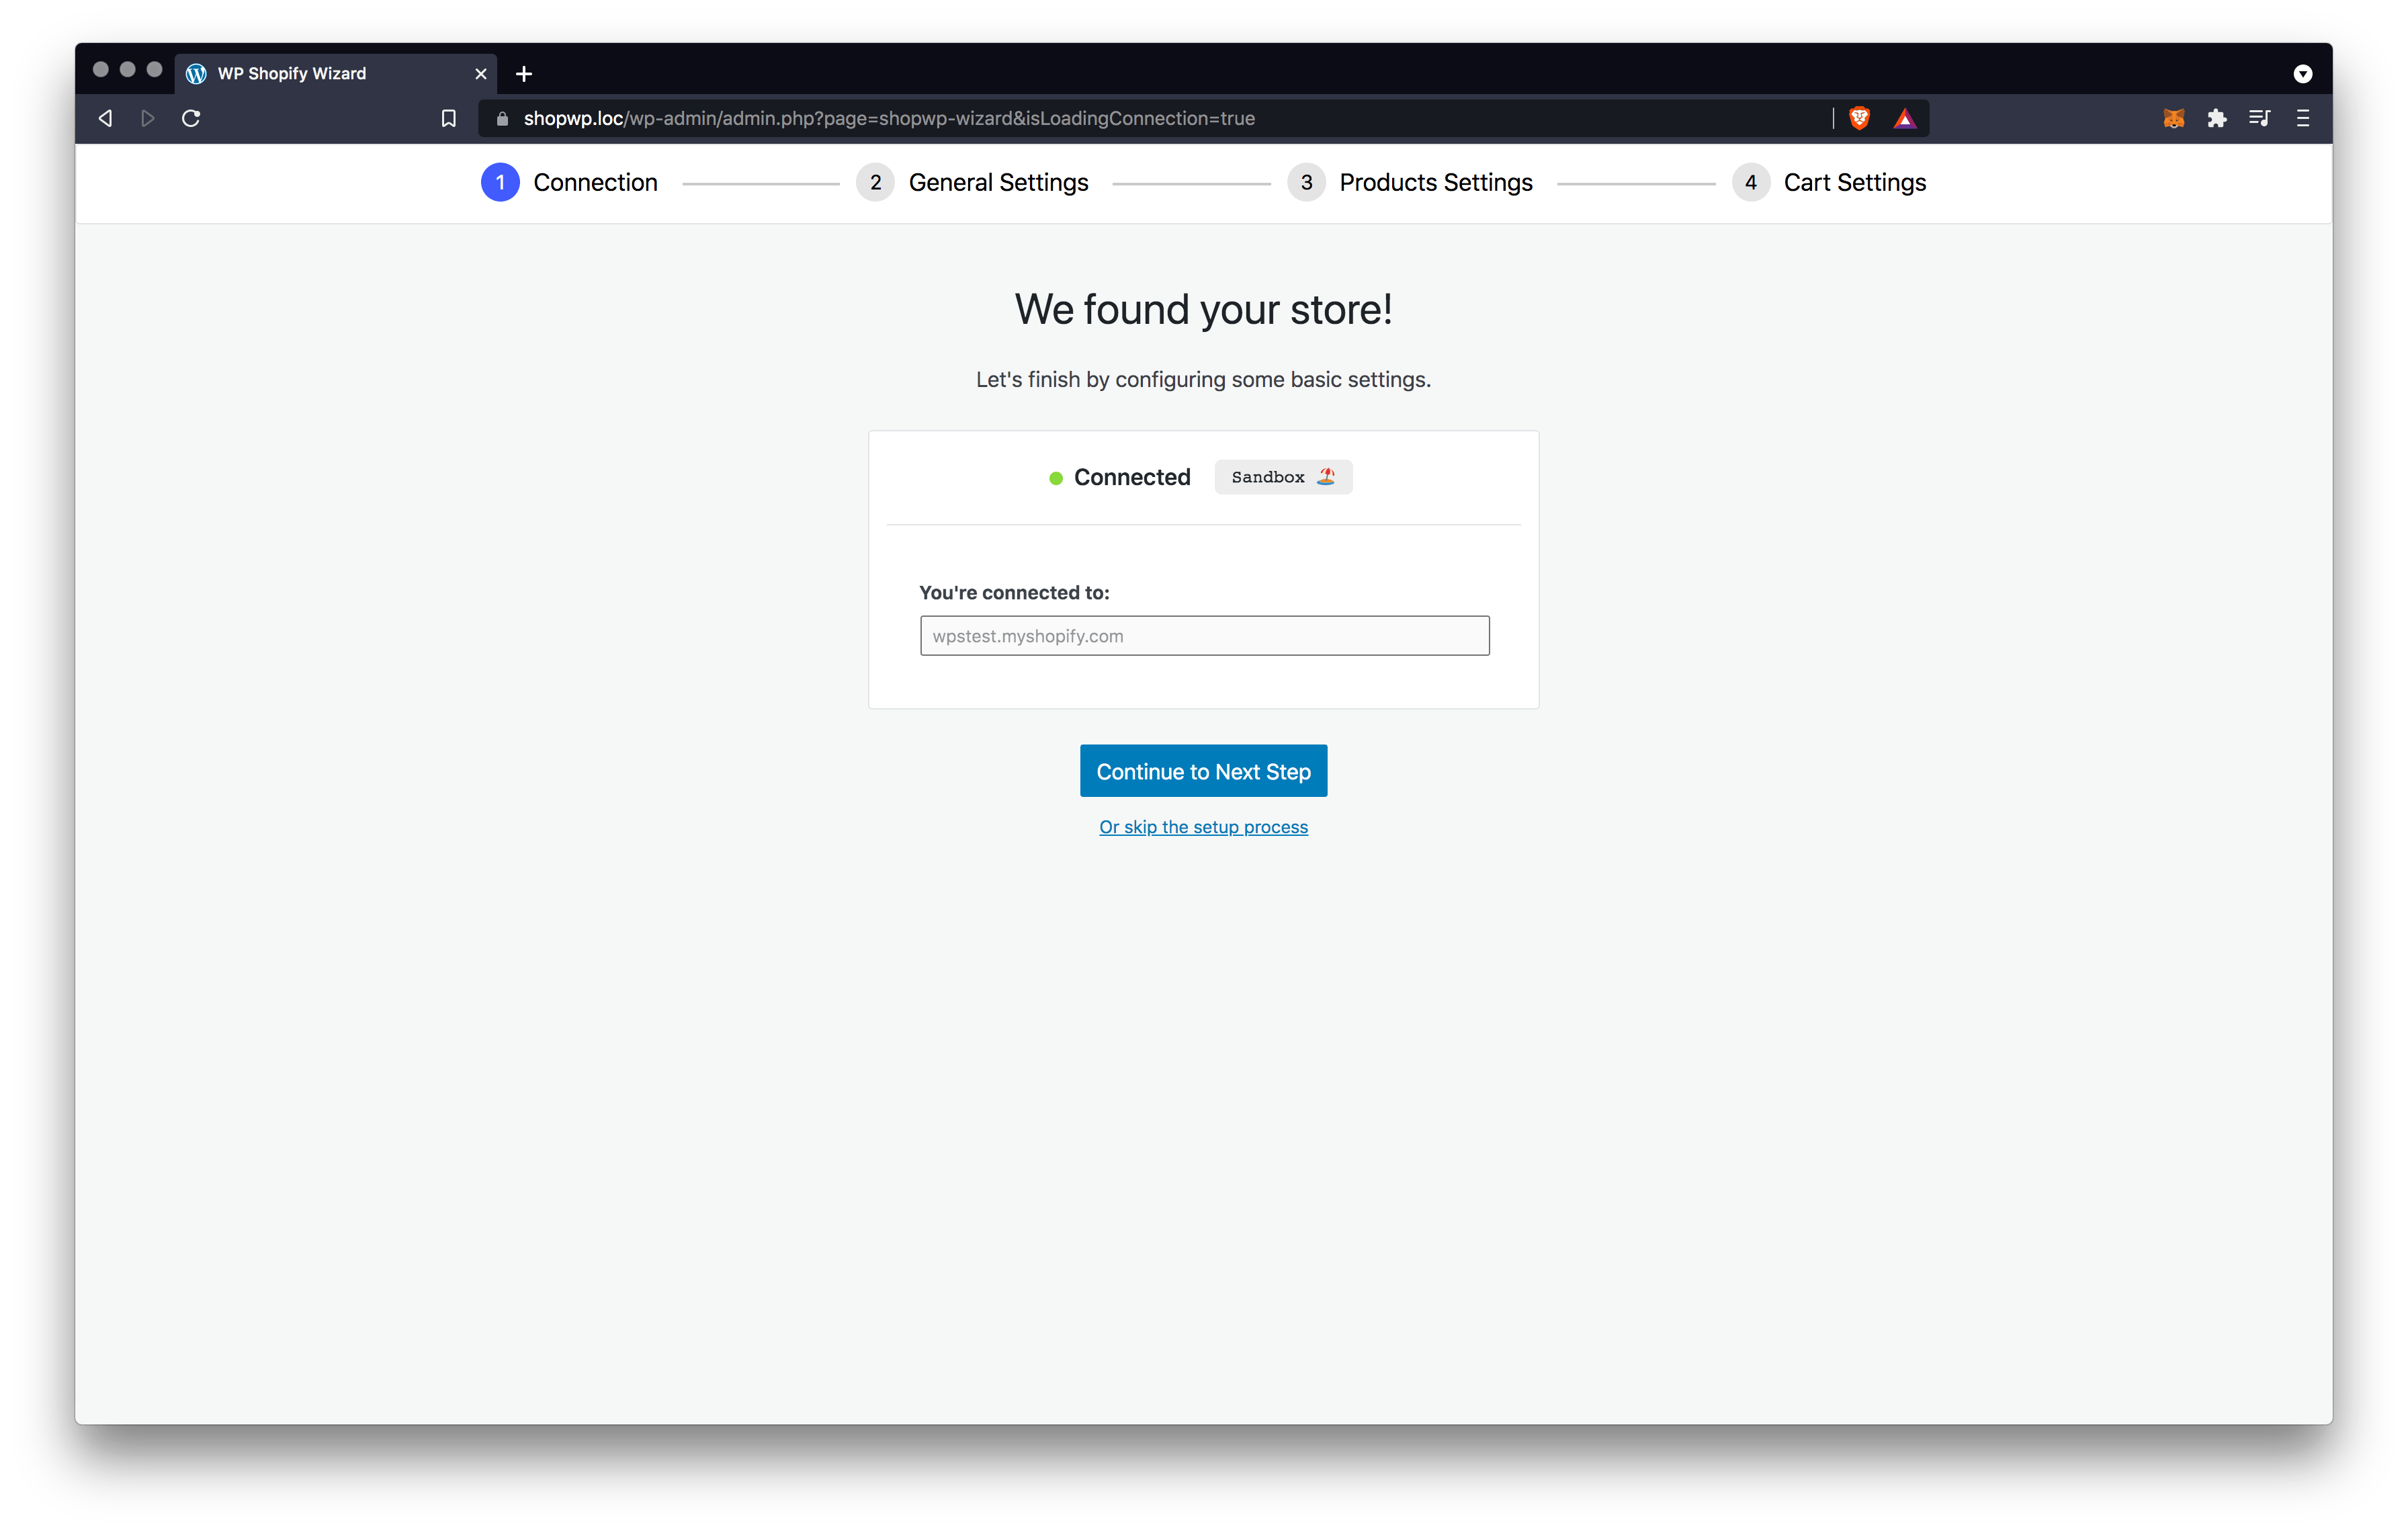 WP Shopify Wizard
shopwp.loc/wp-admin/admin.php?page=shopwp-wizard&isLoadingConnection=true
1 Connection 2 General Settings 3 Products Settings 4 Cart Settings
We found your store!
Let's finish by configuring some basic settings.
Connected Sandbox 🏖️
You're connected to:
wpstest.myshopify.com
Continue to Next Step
Or skip the setup process